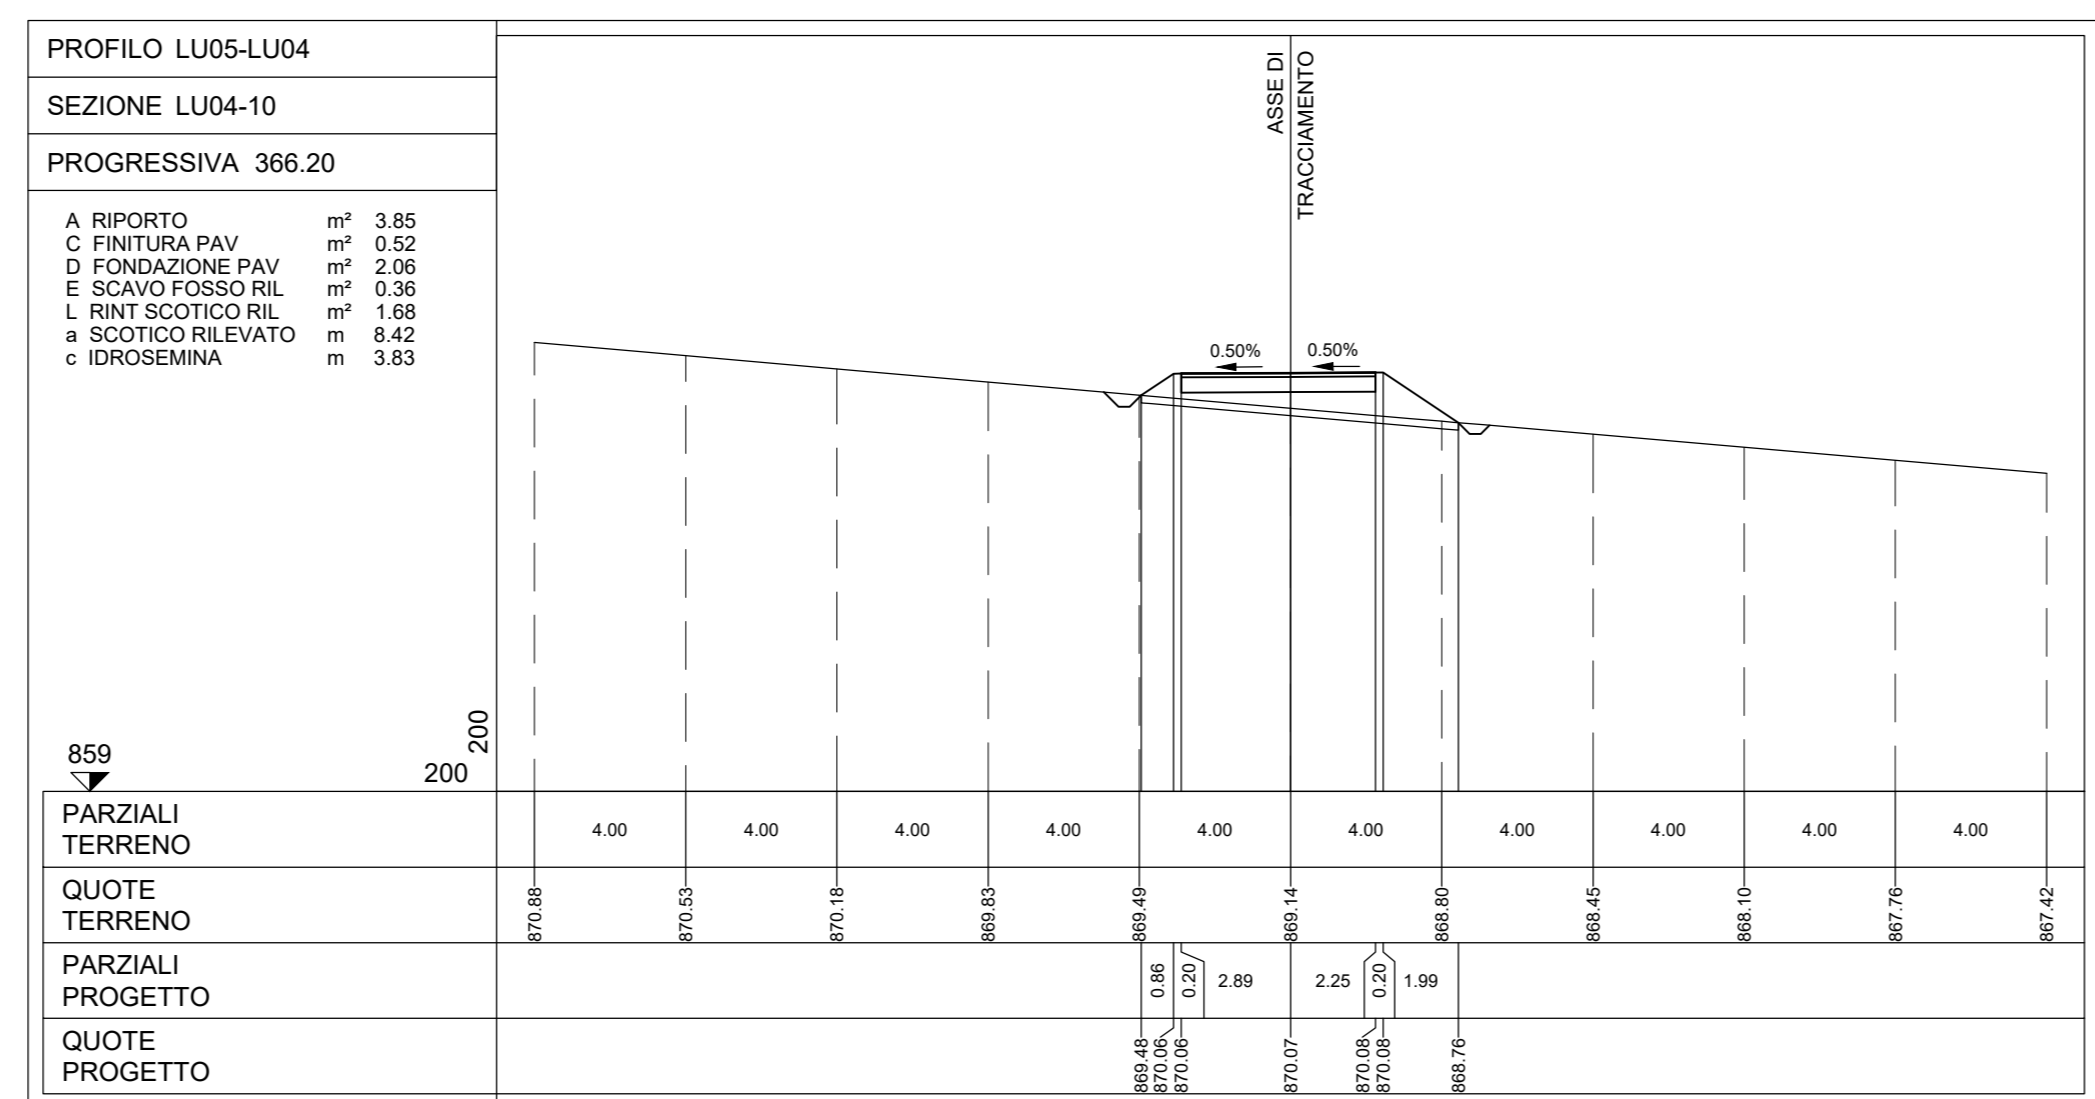 PROFILO LU05-LU04
SEZIONE LU04-10
PROGRESSIVA 366.20
A RIPORTO m² 3.85
C FINITURA PAV m² 0.52
D FONDAZIONE PAV m² 2.06
E SCAVO FOSSO RIL m² 0.36
L RINT SCOTICO RIL m² 1.68
a SCOTICO RILEVATO m 8.42
c IDROSEMINA m 3.83
ASSE DI
TRACCIAMENTO
0.50% 0.50%
859
200
200
PARZIALI
TERRENO
4.00 4.00 4.00 4.00 4.00 4.00 4.00 4.00 4.00 4.00
QUOTE
TERRENO
870.88 870.53 870.18 869.83 869.49 869.14 868.80 868.45 868.10 867.76 867.42
PARZIALI
PROGETTO
0.86 0.20 2.89 2.25 0.20 1.99
QUOTE
PROGETTO
869.48 870.06 870.06 870.07 870.08 870.08 868.76